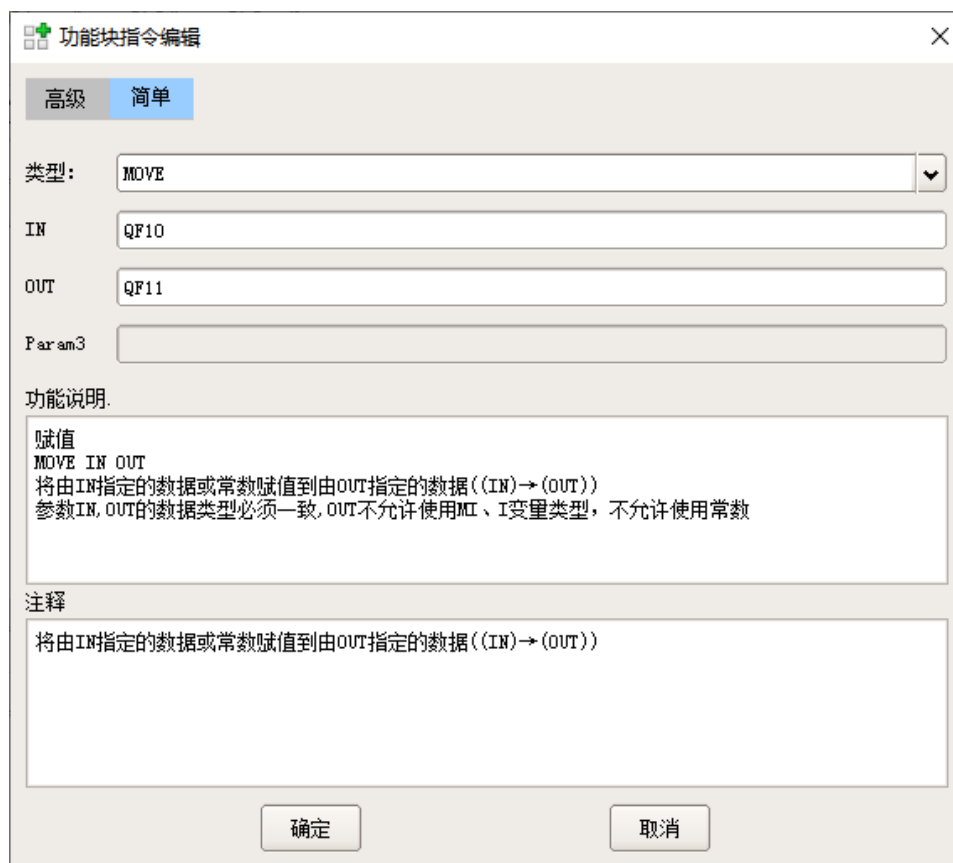 功能块指令编辑
高级 简单
类型: MOVE
IN QF10
OUT QF11
Param3
功能说明.
赋值
MOVE IN OUT
将由IN指定的数据或常数赋值到由OUT指定的数据((IN)→(OUT))
参数IN,OUT的数据类型必须一致,OUT不允许使用MI、I变量类型，不允许使用常数
注释
将由IN指定的数据或常数赋值到由OUT指定的数据((IN)→(OUT))
确定 取消